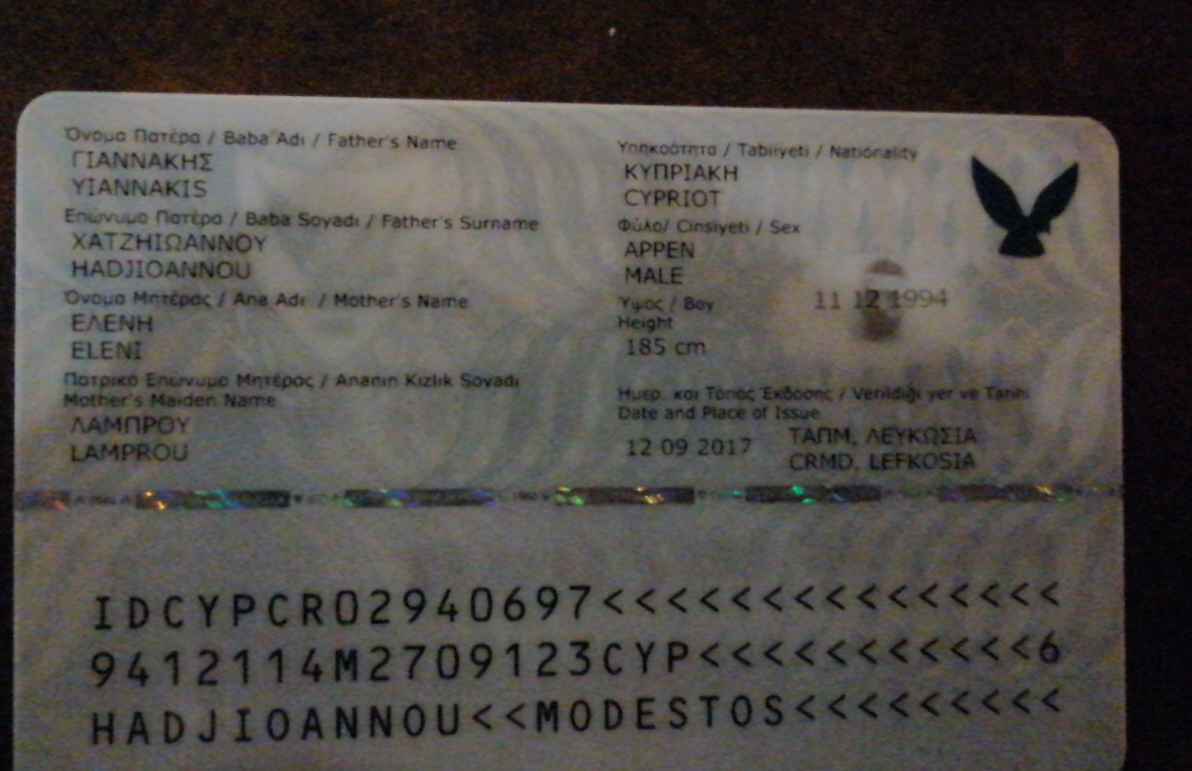 Όνομα Πατέρα / Baba Adı / Father's Name
ΓΙΑΝΝΑΚΗΣ
YIANNAKIS
Επώνυμο Πατέρα / Baba Soyadı / Father's Surname
ΧΑΤΖΗΙΩΑΝΝΟΥ
HADJIOANNOU
Όνομα Μητέρας / Ana Adı / Mother's Name
ΕΛΕΝΗ
ELENI
Πατρικό Επώνυμο Μητέρας / Ananın Kızlık Soyadı
Mother's Maiden Name
ΛΑΜΠΡΟΥ
LAMPROU
Υπηκοότητα / Tabiiyeti / Nationality
ΚΥΠΡΙΑΚΗ
CYPRIOT
Φύλο/ Cinsiyeti / Sex
ΑΡΡΕΝ
MALE
Ύψος / Boy
Height
185 cm
11 12 1994
Ημερ. και Τόπος Έκδοσης / Verildiği yer ve Tarihi
Date and Place of Issue
12 09 2017
ΤΑΠΜ, ΛΕΥΚΩΣΙΑ
CRMD, LEFKOSIA
IDCYPCR02940697<<<<<<<<<<<<<<<
9412114M2709123CYP<<<<<<<<<<<6
HADJIOANNOU<<MODESTOS<<<<<<<<<